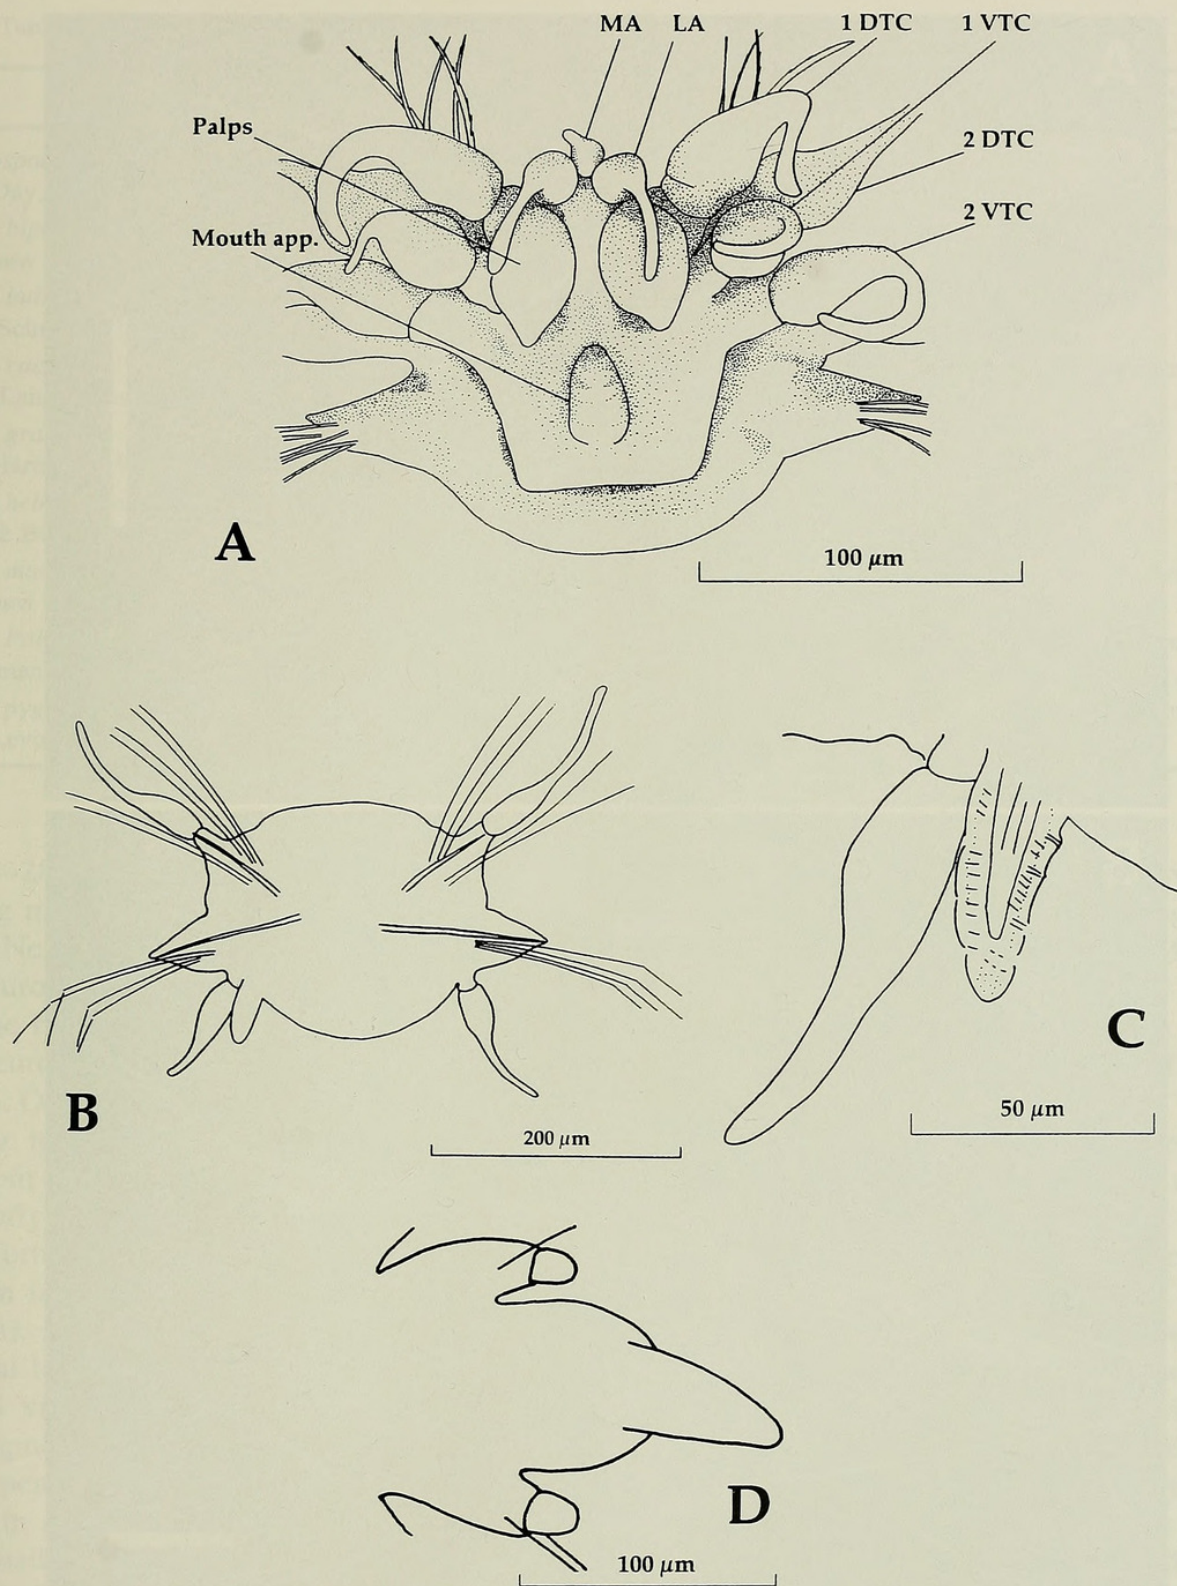 MA LA 1 DTC 1 VTC
Palps
2 DTC
2 VTC
Mouth app.
A
100 μm
B
200 μm
C
50 μm
D
100 μm